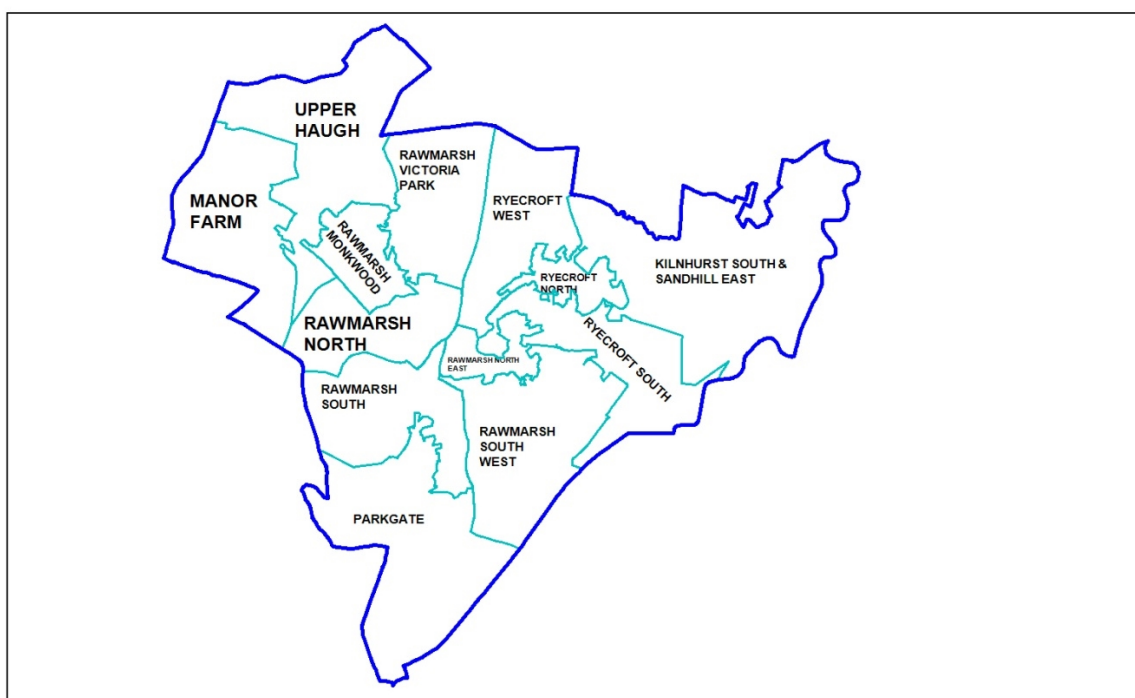 UPPER
HAUGH
RAWMARSH
VICTORIA
PARK
MANOR
FARM
RYECROFT
WEST
RAWMARSH
MONKWOOD
KILNHURST SOUTH &
SANDHILL EAST
RYECROFT
NORTH
RAWMARSH
NORTH
RYECROFT SOUTH
RAWMARSH NORTH
EAST
RAWMARSH
SOUTH
RAWMARSH
SOUTH
WEST
PARKGATE